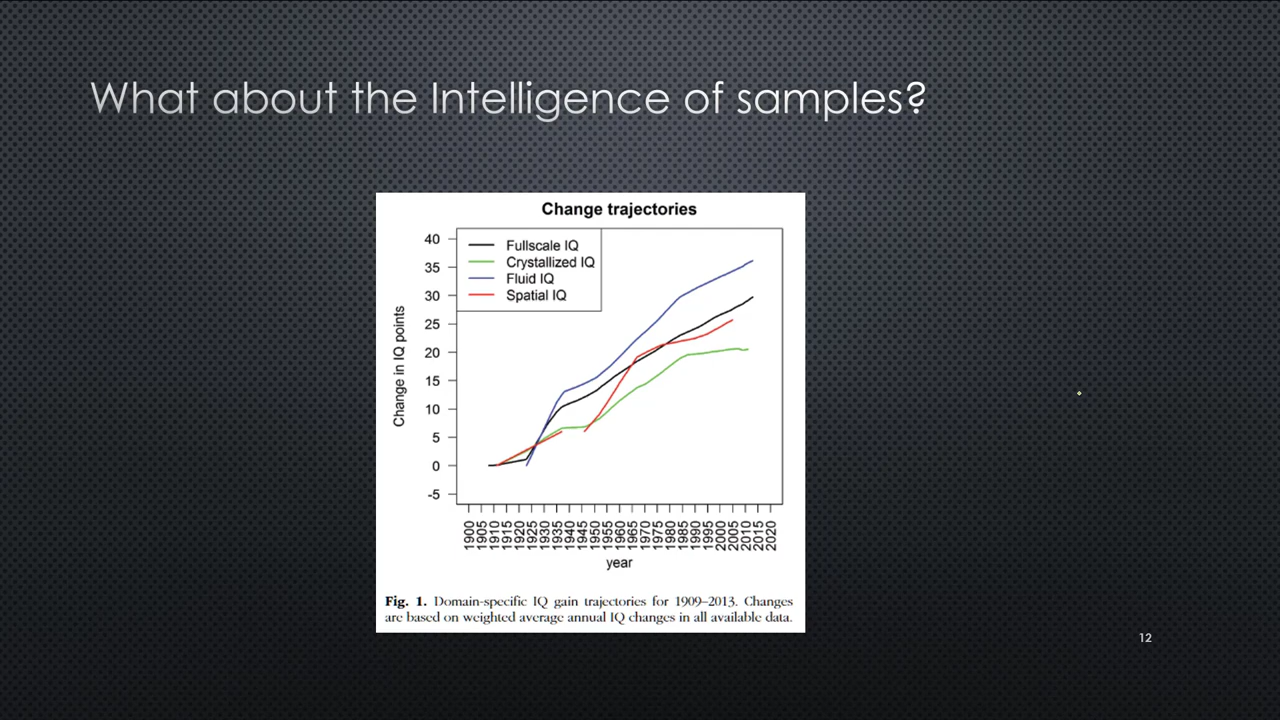 What about the Intelligence of samples?
Change trajectories
Fullscale IQ
Crystallized IQ
Fluid IQ
Spatial IQ
Change in IQ points
40
35
30
25
20
15
10
5
0
-5
1900 1905 1910 1915 1920 1925 1930 1935 1940 1945 1950 1955 1960 1965 1970 1975 1980 1985 1990 1995 2000 2005 2010 2015 2020
year
Fig. 1. Domain-specific IQ gain trajectories for 1909–2013. Changes
are based on weighted average annual IQ changes in all available data.
12